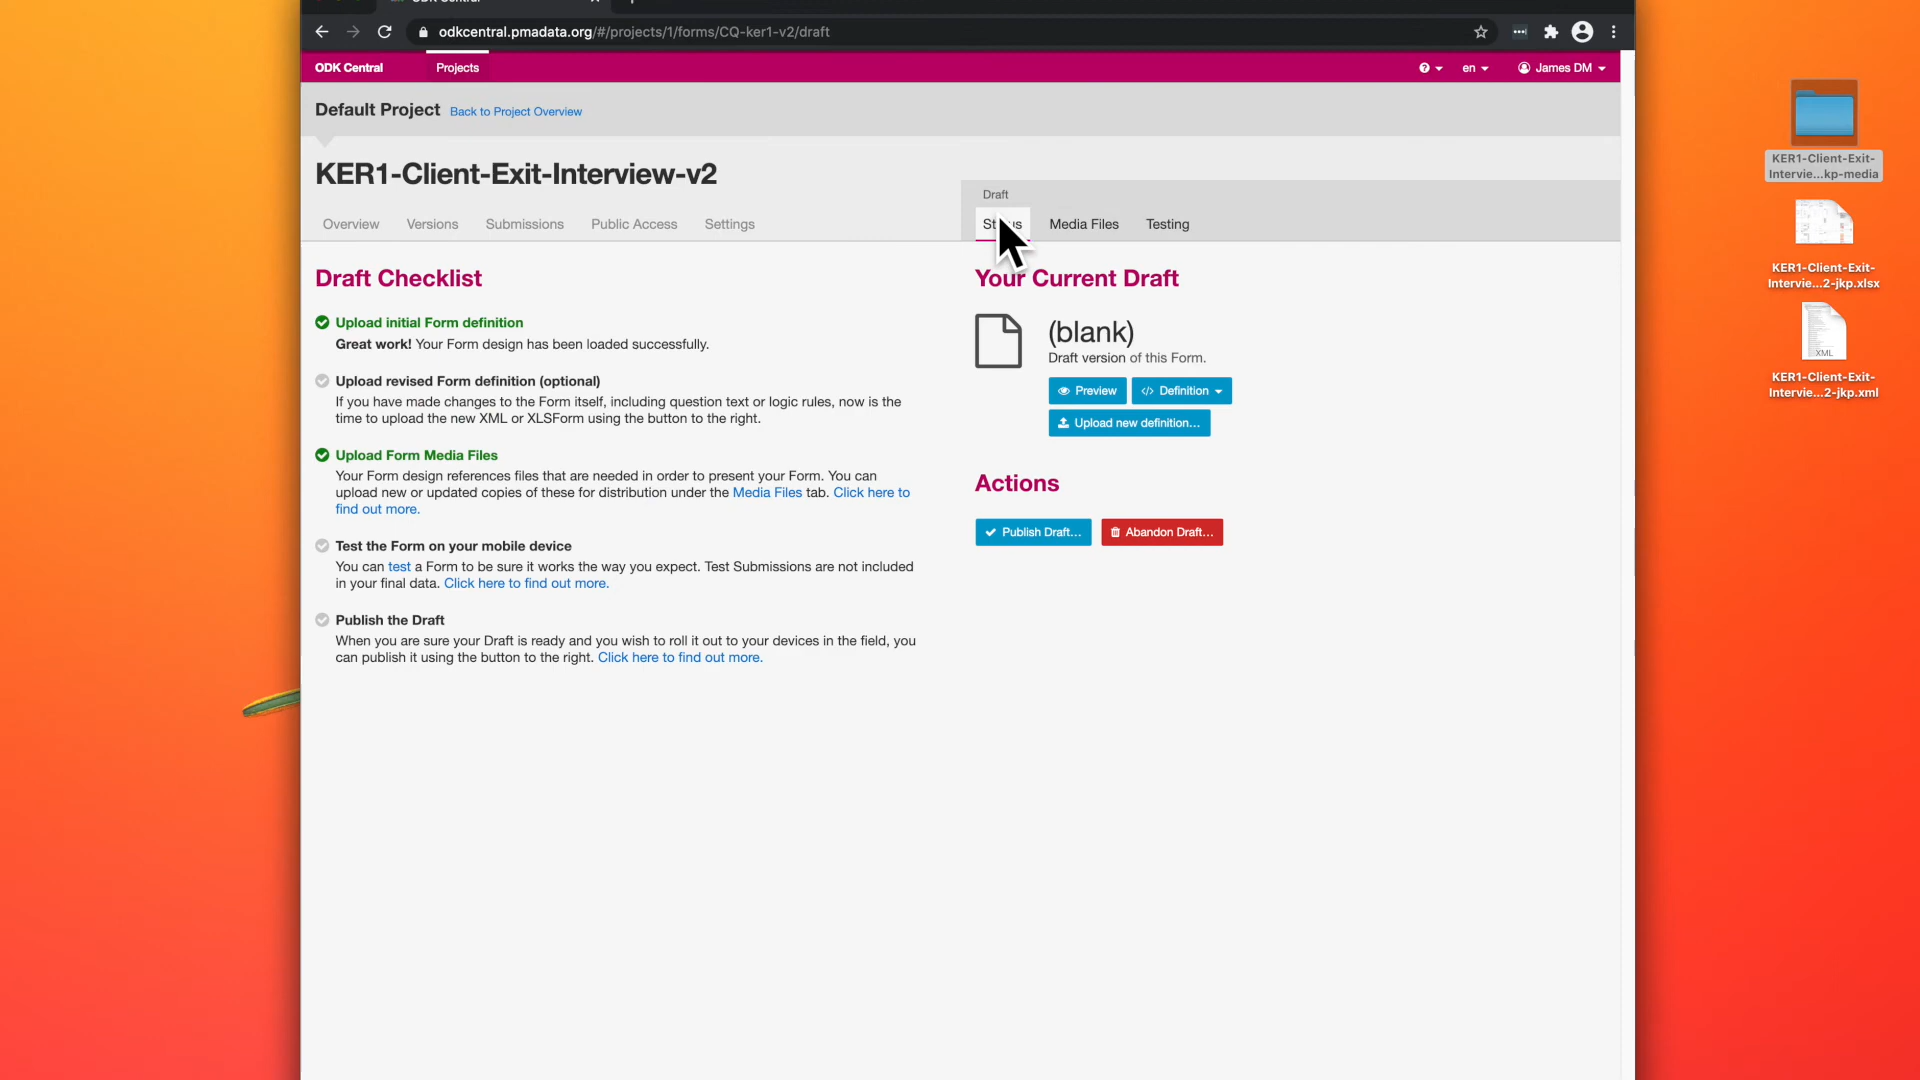 odkcentral.pmadata.org/#/projects/1/forms/CQ-ker1-v2/draft
ODK Central
Projects
en
James DM
Default Project Back to Project Overview
KER1-Client-Exit-Interview-v2
Draft
Overview
Versions
Submissions
Public Access
Settings
Media Files
Testing
Draft Checklist
Upload initial Form definition
Great work! Your Form design has been loaded successfully.
Upload revised Form definition (optional)
If you have made changes to the Form itself, including question text or logic rules, now is the
time to upload the new XML or XLSForm using the button to the right.
Upload Form Media Files
Your Form design references files that are needed in order to present your Form. You can
upload new or updated copies of these for distribution under the Media Files tab. Click here to
find out more.
Test the Form on your mobile device
You can test a Form to be sure it works the way you expect. Test Submissions are not included
in your final data. Click here to find out more.
Publish the Draft
When you are sure your Draft is ready and you wish to roll it out to your devices in the field, you
can publish it using the button to the right. Click here to find out more.
Your Current Draft
(blank)
Draft version of this Form.
Preview
</> Definition
Upload new definition...
Actions
Publish Draft...
Abandon Draft...
KER1-Client-Exit-
Intervie...kp-media
KER1-Client-Exit-
Intervie...2-jkp.xlsx
XML
KER1-Client-Exit-
Intervie...2-jkp.xml